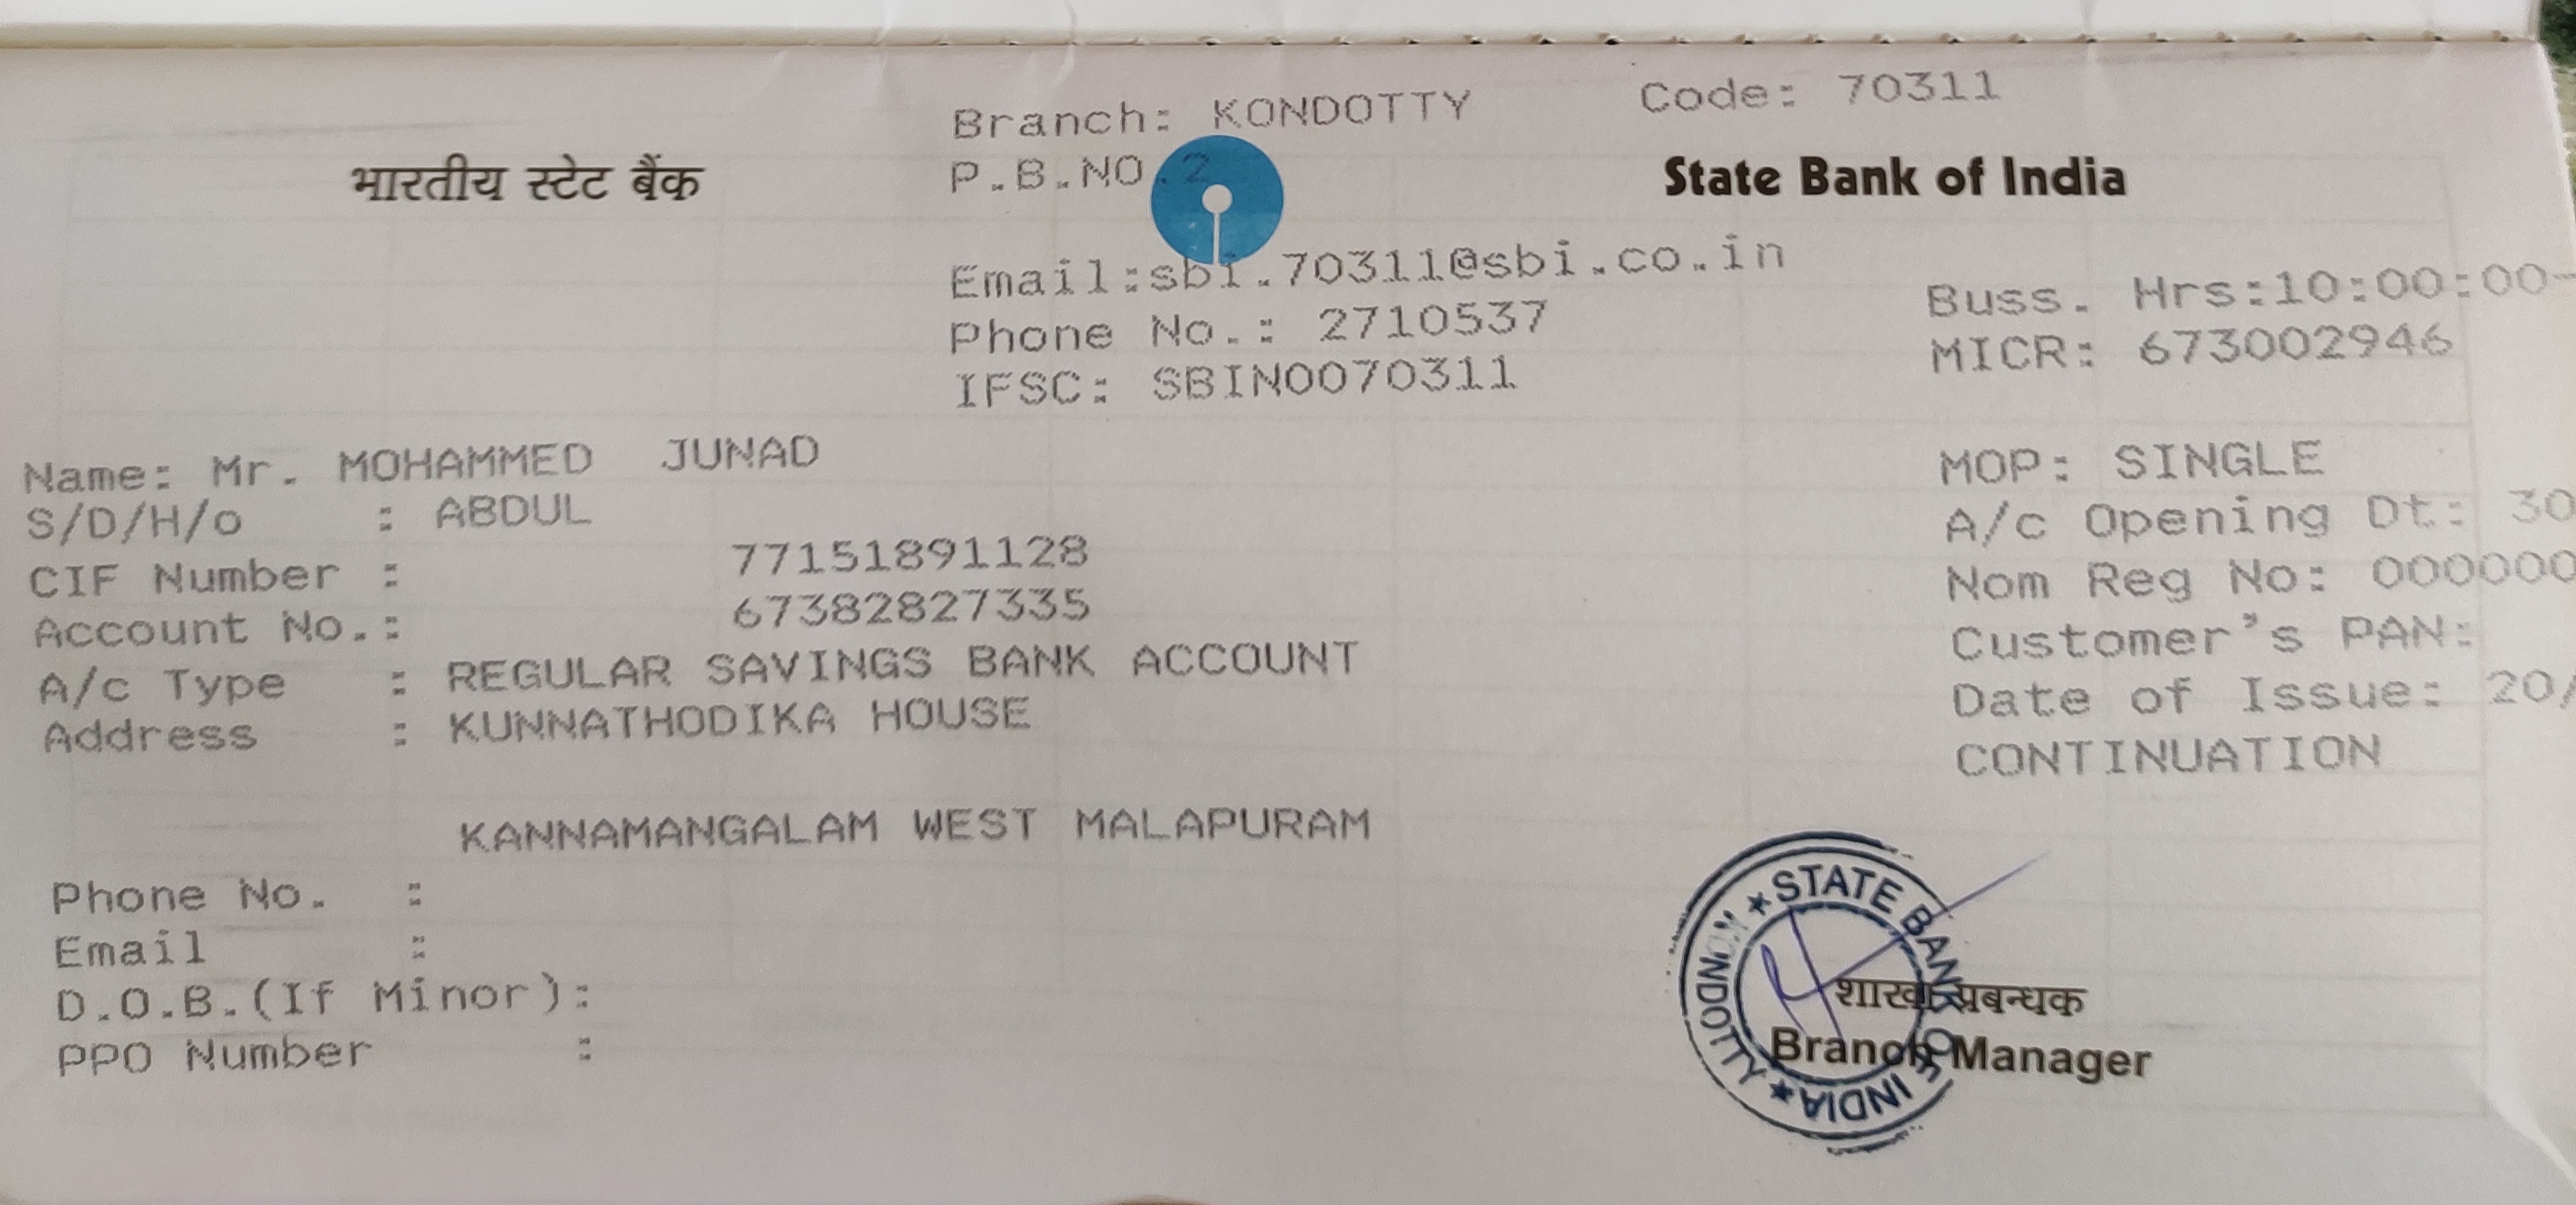 Branch: KONDOTTY Code: 70311
P.B.NO.2
भारतीय स्टेट बैंक State Bank of India
Email:sbi.70311@sbi.co.in
Buss. Hrs:10:00:00-
Phone No.: 2710537
MICR: 673002946
IFSC: SBIN0070311
Name: Mr. MOHAMMED JUNAD
MOP: SINGLE
S/D/H/o : ABDUL
A/c Opening Dt: 30
CIF Number : 77151891128
Nom Reg No: 000000
Account No.: 67382827335
Customer's PAN:
A/c Type : REGULAR SAVINGS BANK ACCOUNT
Date of Issue: 20/
Address : KUNNATHODIKA HOUSE
CONTINUATION
KANNAMANGALAM WEST MALAPURAM
Phone No. :
Email :
D.O.B.(If Minor):
PPO Number :
★ STATE BANK OF INDIA ★ KONDOTTY
शाखा प्रबन्धक
Branch Manager